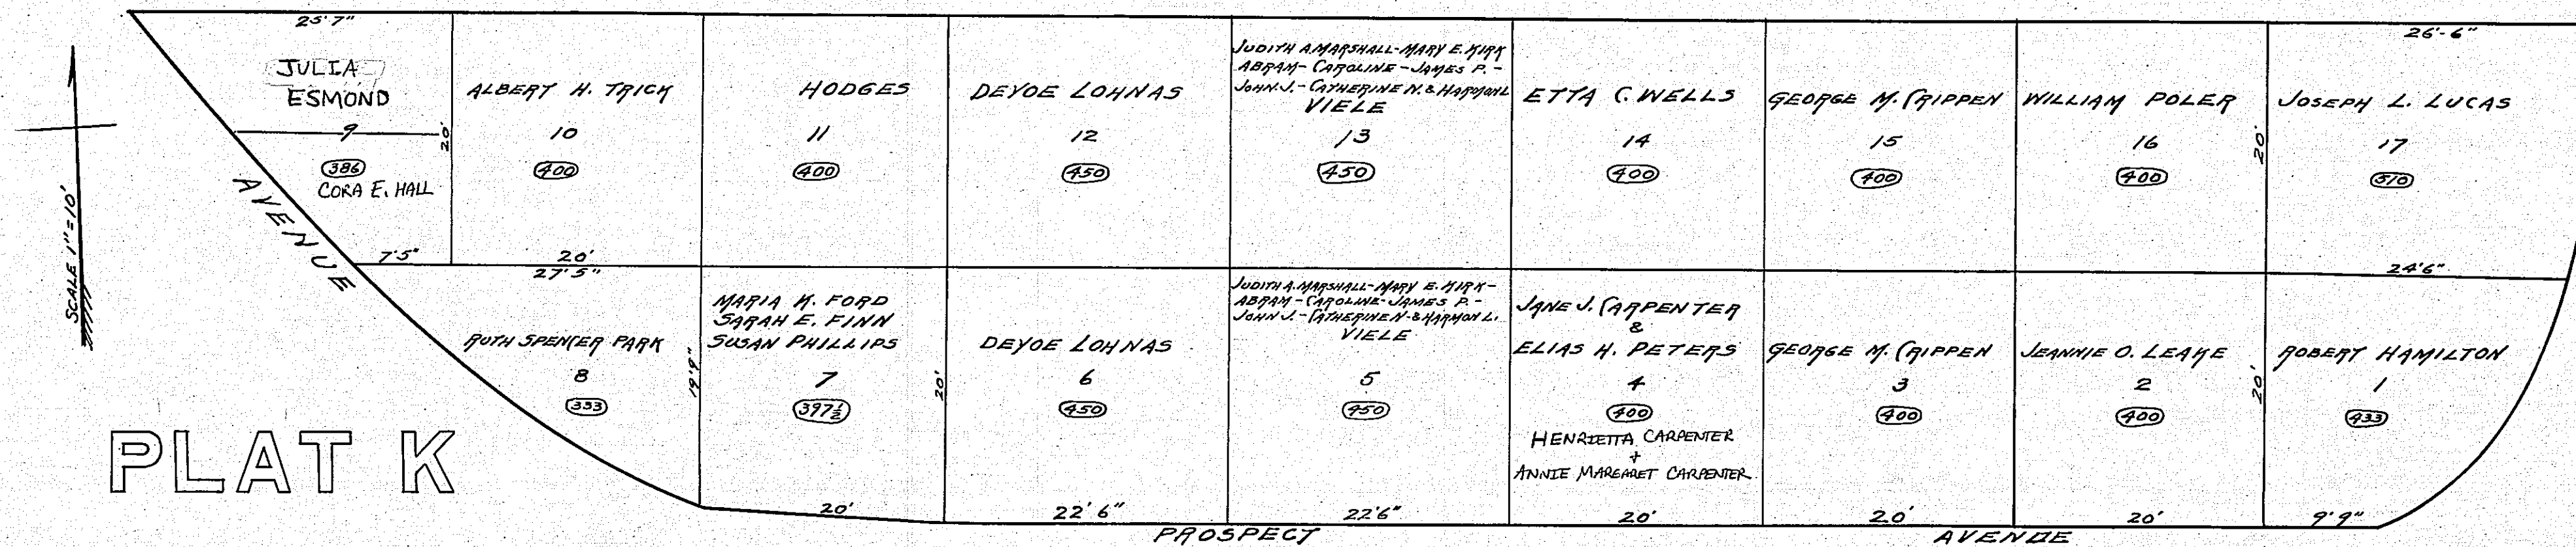 25'7"
JULIA
ESMOND
9
20'
386
CORA E. HALL
7'5"
ALBERT H. TRICK
10
400
20'
HODGES
11
400
DEYOE LOHNAS
12
450
JUDITH A. MARSHALL-MARY E. KIRK
ABRAM-CAROLINE-JAMES P.-
JOHN J.-CATHERINE N. & HARMON L
VIELE
13
450
ETTA C. WELLS
14
400
GEORGE M. CRIPPEN
15
400
WILLIAM POLER
16
400
20'
26'-6"
JOSEPH L. LUCAS
17
510
24'6"
SCALE 1"=10'
AVENUE
27'5"
RUTH SPENCER PARK
8
333
19'9"
MARIA K. FORD
SARAH E. FINN
SUSAN PHILLIPS
7
397½
20'
20'
DEYOE LOHNAS
6
450
22'6"
JUDITH A. MARSHALL-MARY E. KIRK-
ABRAM-CAROLINE-JAMES P.-
JOHN J.-CATHERINE N-& HARMON L.
VIELE
5
450
22'6"
JANE J. CARPENTER
&
ELIAS H. PETERS
4
400
HENRIETTA CARPENTER
+
ANNIE MARGARET CARPENTER
20'
GEORGE M. CRIPPEN
3
400
20'
JEANNIE O. LEAKE
2
400
20'
20'
ROBERT HAMILTON
1
433
9'9"
PLAT K
PROSPECT AVENUE